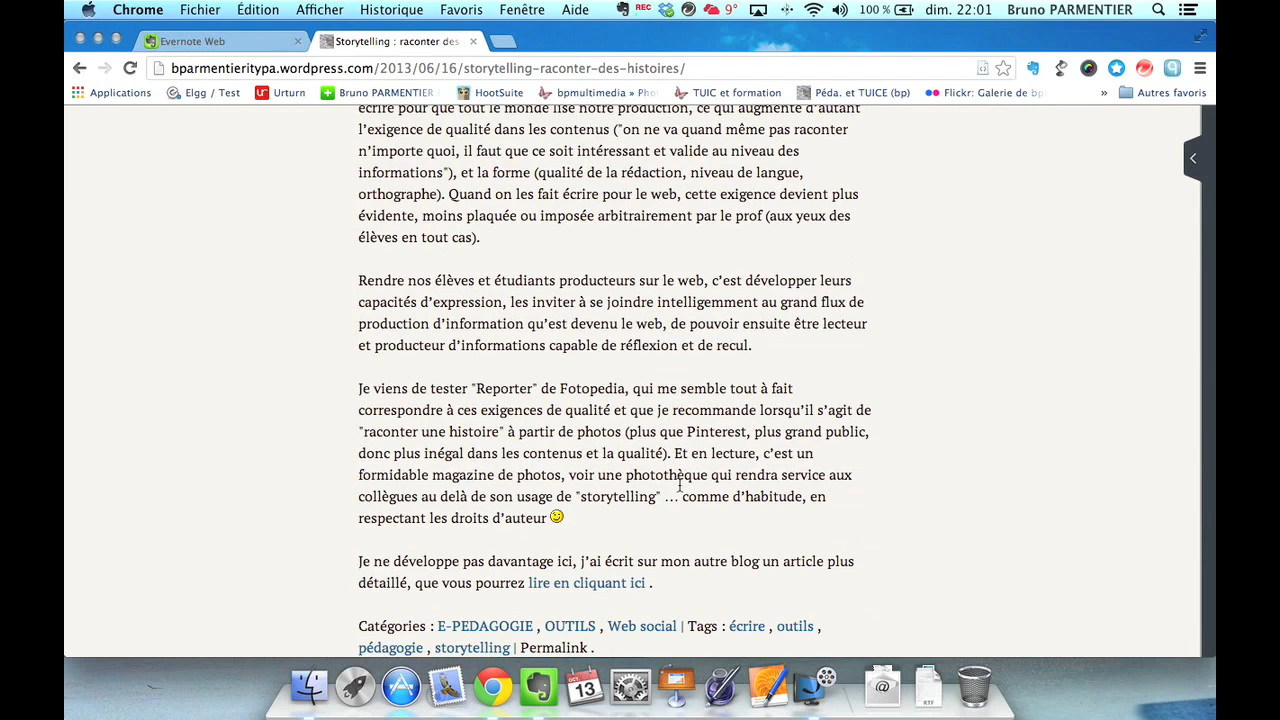 Chrome Fichier Édition Afficher Historique Favoris Fenêtre Aide REC 9° 100 % dim. 22:01 Bruno PARMENTIER
Evernote Web Storytelling : raconter des
bparmentieritypa.wordpress.com/2013/06/16/storytelling-raconter-des-histoires/
Applications Elgg / Test Urturn Bruno PARMENTIER bpmultimedia » Pho HootSuite TUIC et formation Péda. et TUICE (bp) Flickr: Galerie de bp » Autres favoris
écrire pour que tout le monde lise notre production, ce qui augmente d'autant
l'exigence de qualité dans les contenus ("on ne va quand même pas raconter
n'importe quoi, il faut que ce soit intéressant et valide au niveau des
informations"), et la forme (qualité de la rédaction, niveau de langue,
orthographe). Quand on les fait écrire pour le web, cette exigence devient plus
évidente, moins plaquée ou imposée arbitrairement par le prof (aux yeux des
élèves en tout cas).
Rendre nos élèves et étudiants producteurs sur le web, c'est développer leurs
capacités d'expression, les inviter à se joindre intelligemment au grand flux de
production d'information qu'est devenu le web, de pouvoir ensuite être lecteur
et producteur d'informations capable de réflexion et de recul.
Je viens de tester "Reporter" de Fotopedia, qui me semble tout à fait
correspondre à ces exigences de qualité et que je recommande lorsqu'il s'agit de
"raconter une histoire" à partir de photos (plus que Pinterest, plus grand public,
donc plus inégal dans les contenus et la qualité). Et en lecture, c'est un
formidable magazine de photos, voir une photothèque qui rendra service aux
collègues au delà de son usage de "storytelling" … comme d'habitude, en
respectant les droits d'auteur
Je ne développe pas davantage ici, j'ai écrit sur mon autre blog un article plus
détaillé, que vous pourrez lire en cliquant ici .
Catégories : E-PEDAGOGIE , OUTILS , Web social | Tags : écrire , outils ,
pédagogie , storytelling | Permalink .
OCT
13
RTF